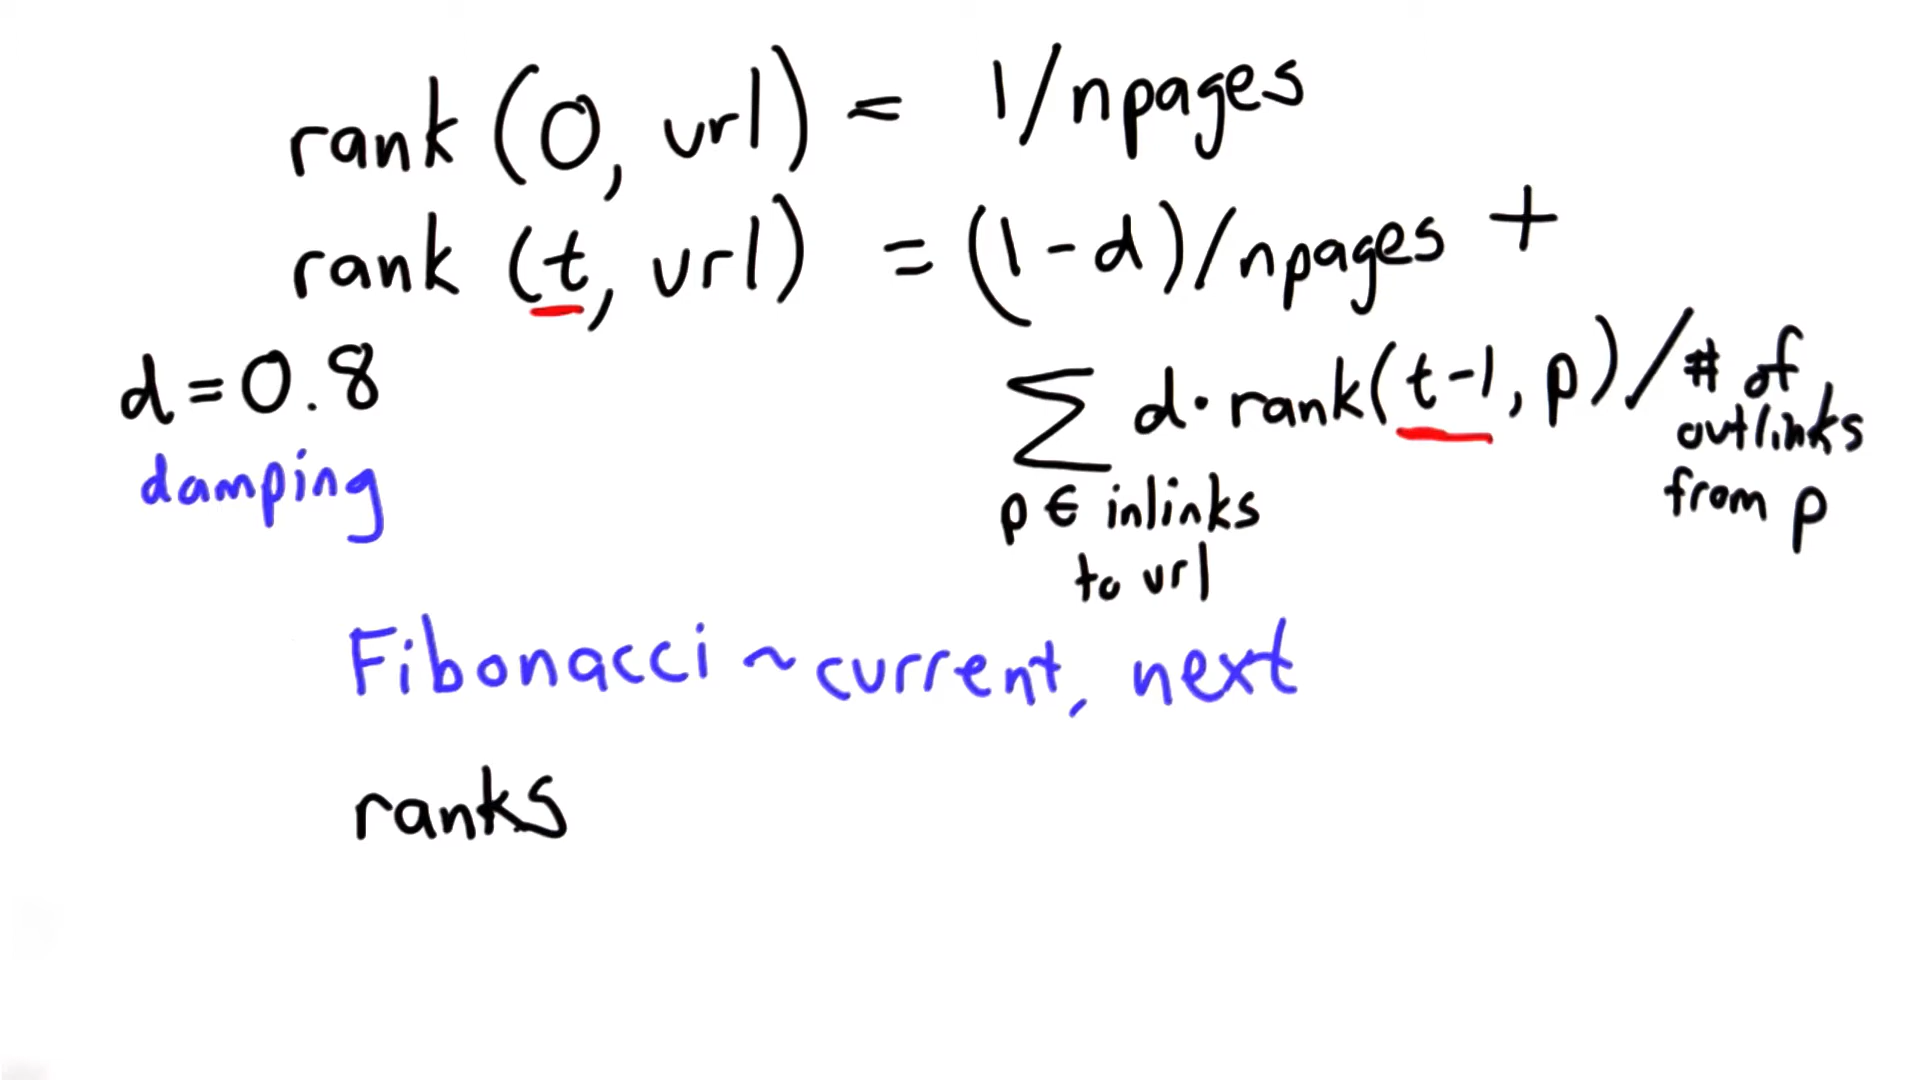 rank (0, url) = 1/npages
rank (t, url) = (1-d)/npages +
d = 0.8
∑ d · rank(t-1, p) / # of outlinks from p
damping
p ∈ inlinks
to url
Fibonacci ~ current, next
ranks